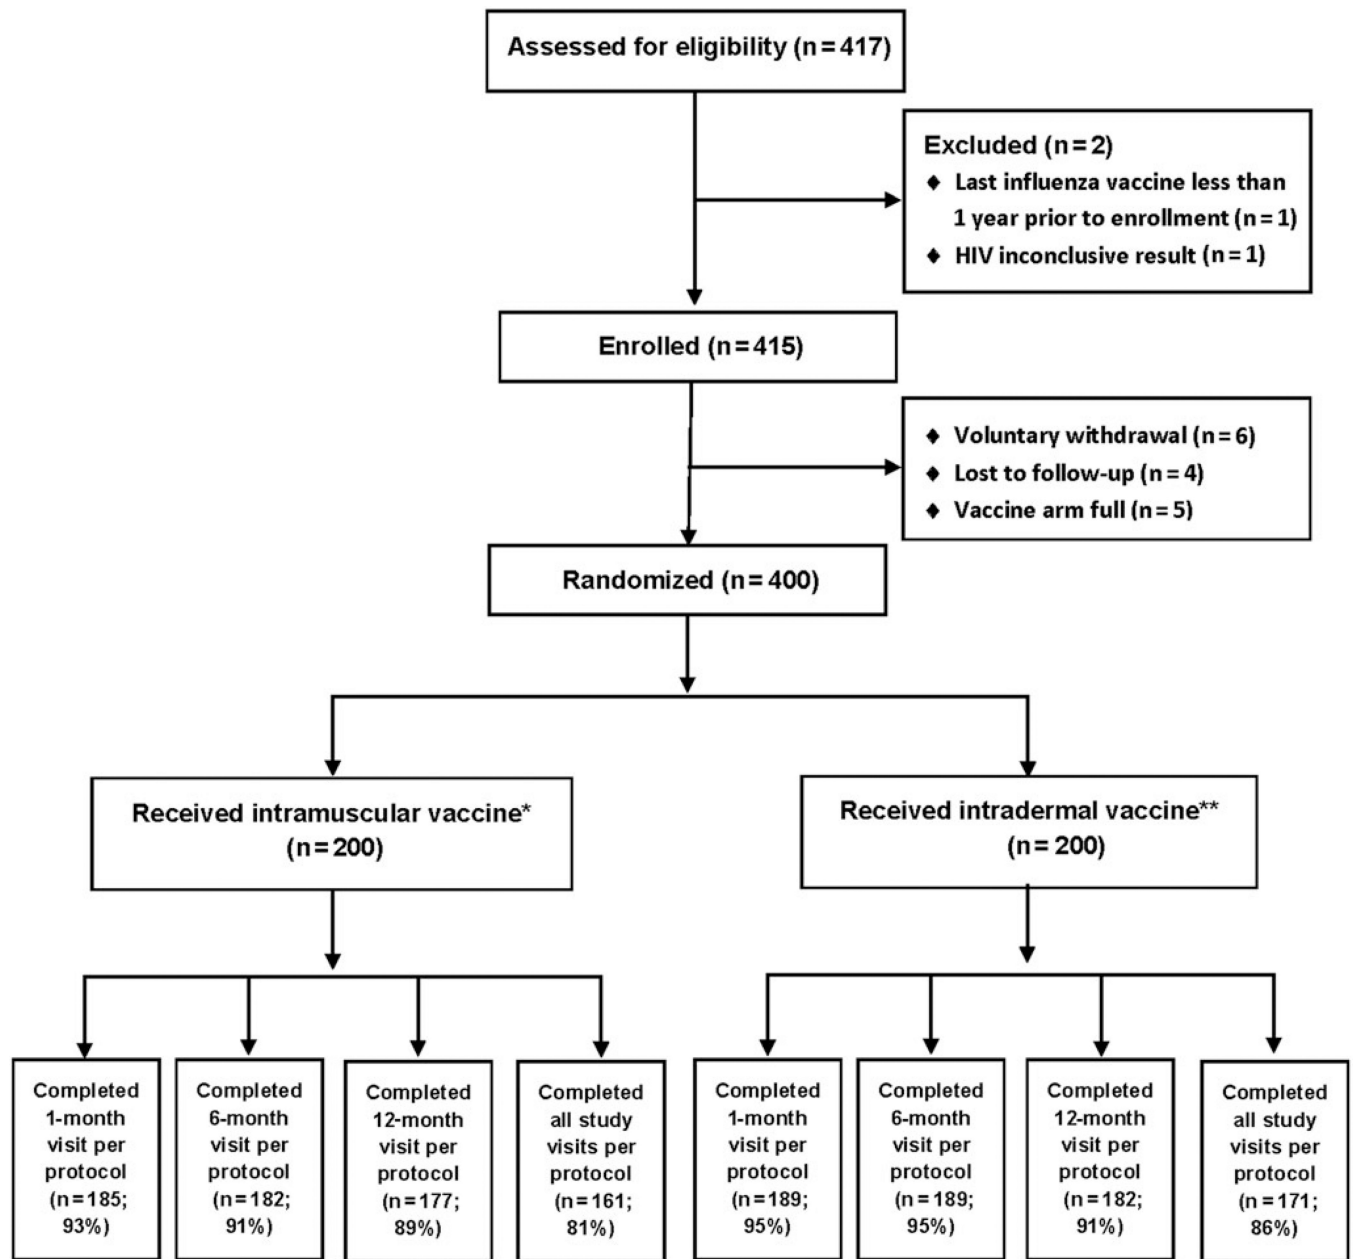 Assessed for eligibility (n=417)
Excluded (n=2)
♦ Last influenza vaccine less than
1 year prior to enrollment (n=1)
♦ HIV inconclusive result (n=1)
Enrolled (n=415)
♦ Voluntary withdrawal (n=6)
♦ Lost to follow-up (n=4)
♦ Vaccine arm full (n=5)
Randomized (n=400)
Received intramuscular vaccine*
(n=200)
Received intradermal vaccine**
(n=200)
Completed
1-month
visit per
protocol
(n=185;
93%)
Completed
6-month
visit per
protocol
(n=182;
91%)
Completed
12-month
visit per
protocol
(n=177;
89%)
Completed
all study
visits per
protocol
(n=161;
81%)
Completed
1-month
visit per
protocol
(n=189;
95%)
Completed
6-month
visit per
protocol
(n=189;
95%)
Completed
12-month
visit per
protocol
(n=182;
91%)
Completed
all study
visits per
protocol
(n=171;
86%)